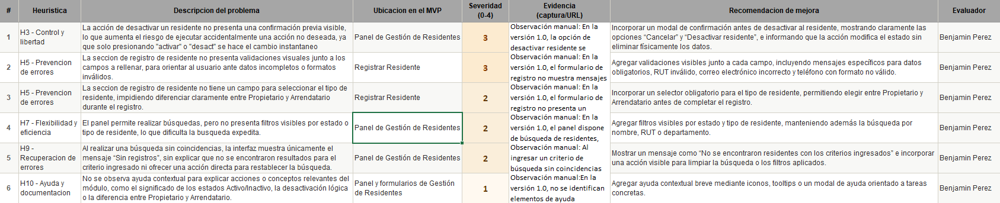 # Heuristica Descripcion del problema Ubicacion en el MVP Severidad (0-4) Evidencia (captura/URL) Recomendacion de mejora Evaluador
1
H3 - Control y
libertad
La acción de desactivar un residente no presenta una confirmación previa visible,
lo que aumenta el riesgo de ejecutar accidentalmente una acción no deseada, ya
que solo presionando "activar" o "desact" se hace el cambio instantaneo
Panel de Gestión de Residentes
3
Observación manual: En la
versión 1.0, la opción de
desactivar residente se
Incorporar un modal de confirmación antes de desactivar al residente, mostrando claramente las
opciones “Cancelar” y “Desactivar residente”, e informando que la acción modifica el estado sin
eliminar físicamente los datos.
Benjamin Perez
2
H5 - Prevencion
de errores
La seccion de registro de residente no presenta validaciones visuales junto a los
campos a rellenar, para orientar al usuario ante datos incompletos o formatos
inválidos.
Registrar Residente
3
Observación manual: En la
versión 1.0, el formulario de
registro no muestra mensajes
Agregar validaciones visibles junto a cada campo, incluyendo mensajes específicos para datos
obligatorios, RUT inválido, correo electrónico incorrecto y teléfono con formato no válido.
Benjamin Perez
3
H5 - Prevencion
de errores
La seccion de registro de residente no tiene un campo para seleccionar el tipo de
residente, impidiendo diferenciar claramente entre Propietario y Arrendatario
durante el registro.
Registrar Residente
2
Observación manual: En la
versión 1.0, el formulario de
registro no presenta un
Incorporar un selector obligatorio para el tipo de residente, permitiendo elegir entre Propietario y
Arrendatario antes de completar el registro.
Benjamin Perez
4
H7 - Flexibilidad y
eficiencia
El panel permite realizar búsquedas, pero no presenta filtros visibles por estado o
tipo de residente, lo que dificulta la busqueda expedita.
Panel de Gestión de Residentes
2
Observación manual: En la
versión 1.0, el panel dispone
de búsqueda de residentes,
Agregar filtros visibles por estado y tipo de residente, manteniendo además la búsqueda por
nombre, RUT o departamento.
Benjamin Perez
5
H9 -
Recuperacion de
errores
Al realizar una búsqueda sin coincidencias, la interfaz muestra únicamente el
mensaje “Sin registros”, sin explicar que no se encontraron resultados para el
criterio ingresado ni ofrecer una acción directa para restablecer la búsqueda.
Panel de Gestión de Residentes
2
Observación manual: Al
ingresar un criterio de
búsqueda sin coincidencias
Mostrar un mensaje como “No se encontraron residentes con los criterios ingresados” e incorporar
una acción visible para limpiar la búsqueda o los filtros aplicados.
Benjamin Perez
6
H10 - Ayuda y
documentacion
No se observa ayuda contextual para explicar acciones o conceptos relevantes del
módulo, como el significado de los estados Activo/Inactivo, la desactivación lógica
o la diferencia entre Propietario y Arrendatario.
Panel y formularios de Gestión
de Residentes
1
Observación manual:En la
versión 1.0, no se identifican
elementos de ayuda
Agregar ayuda contextual breve mediante iconos, tooltips o un modal de ayuda orientado a tareas
concretas.
Benjamin Perez